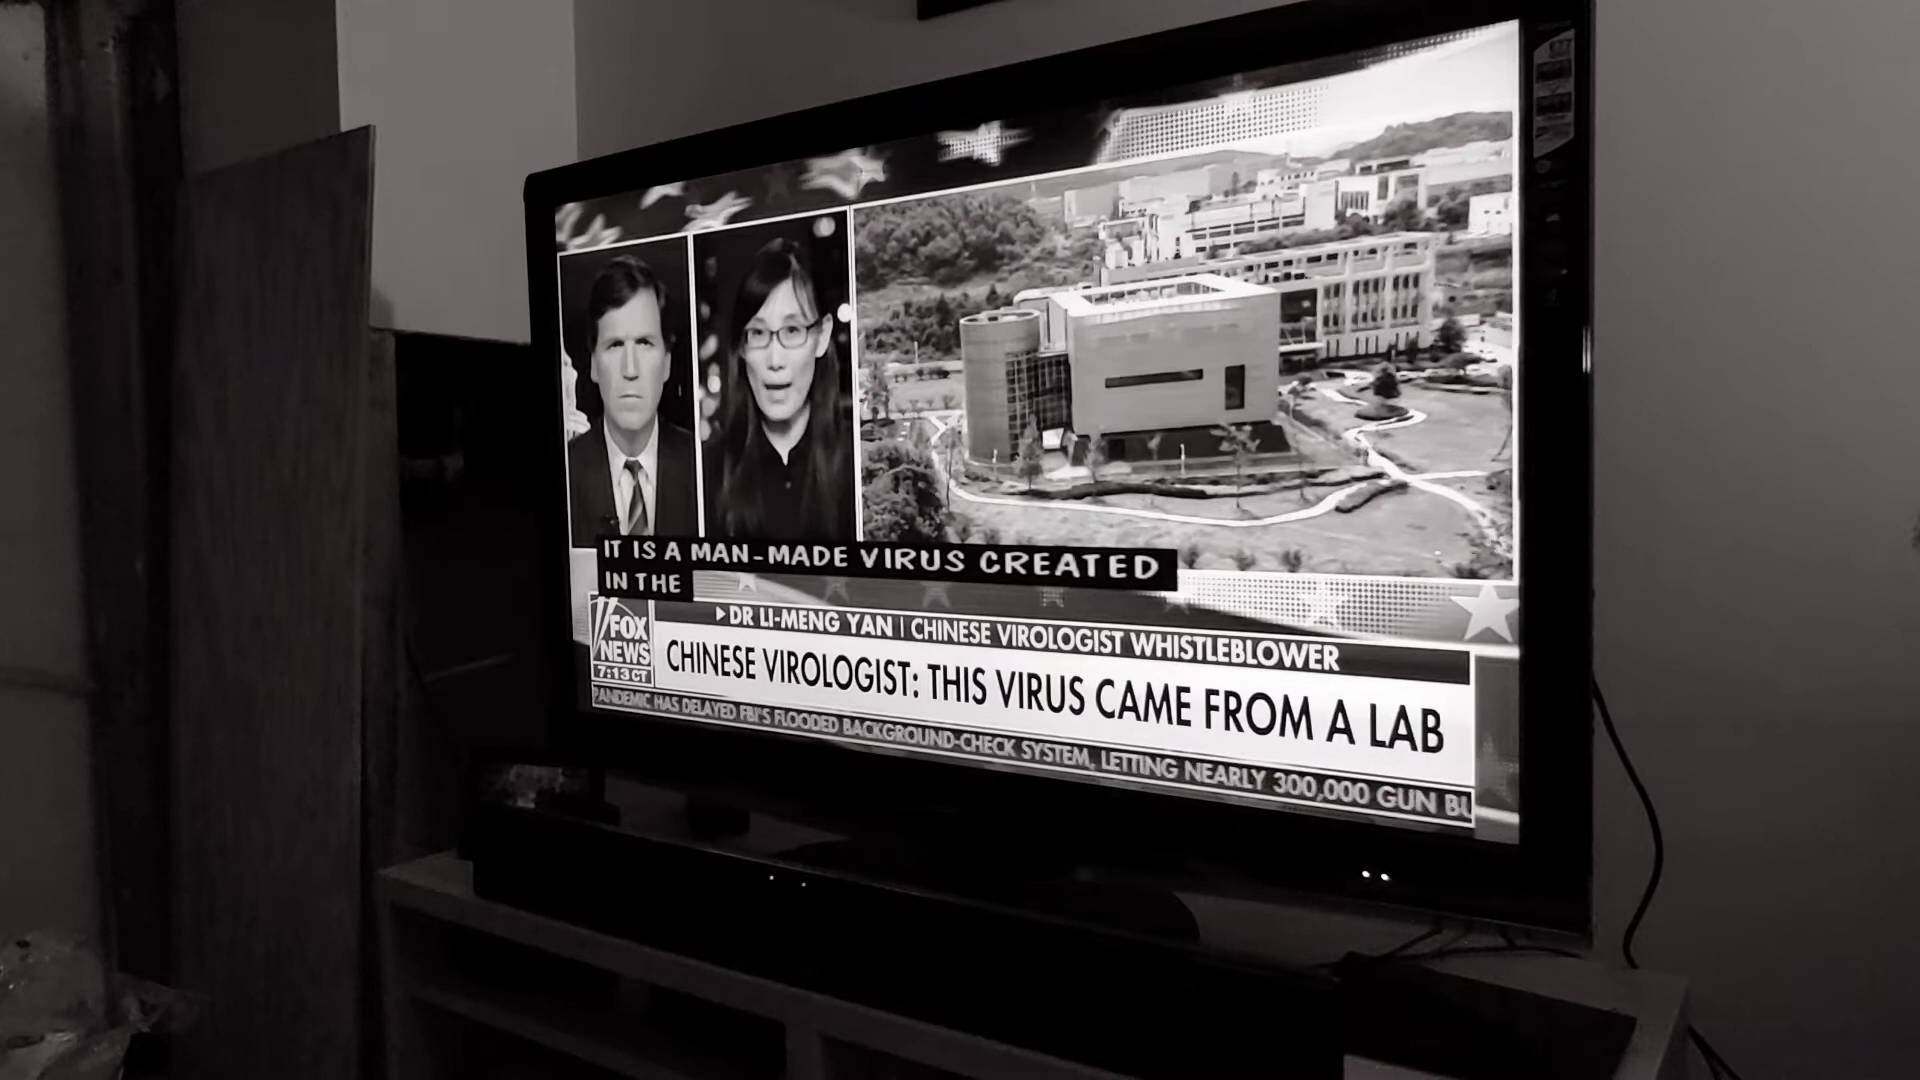 IT IS A MAN-MADE VIRUS CREATED
IN THE
▶DR LI-MENG YAN | CHINESE VIROLOGIST WHISTLEBLOWER
FOX
NEWS
7:13CT
CHINESE VIROLOGIST: THIS VIRUS CAME FROM A LAB
PANDEMIC HAS DELAYED FBI'S FLOODED BACKGROUND-CHECK SYSTEM, LETTING NEARLY 300,000 GUN BU